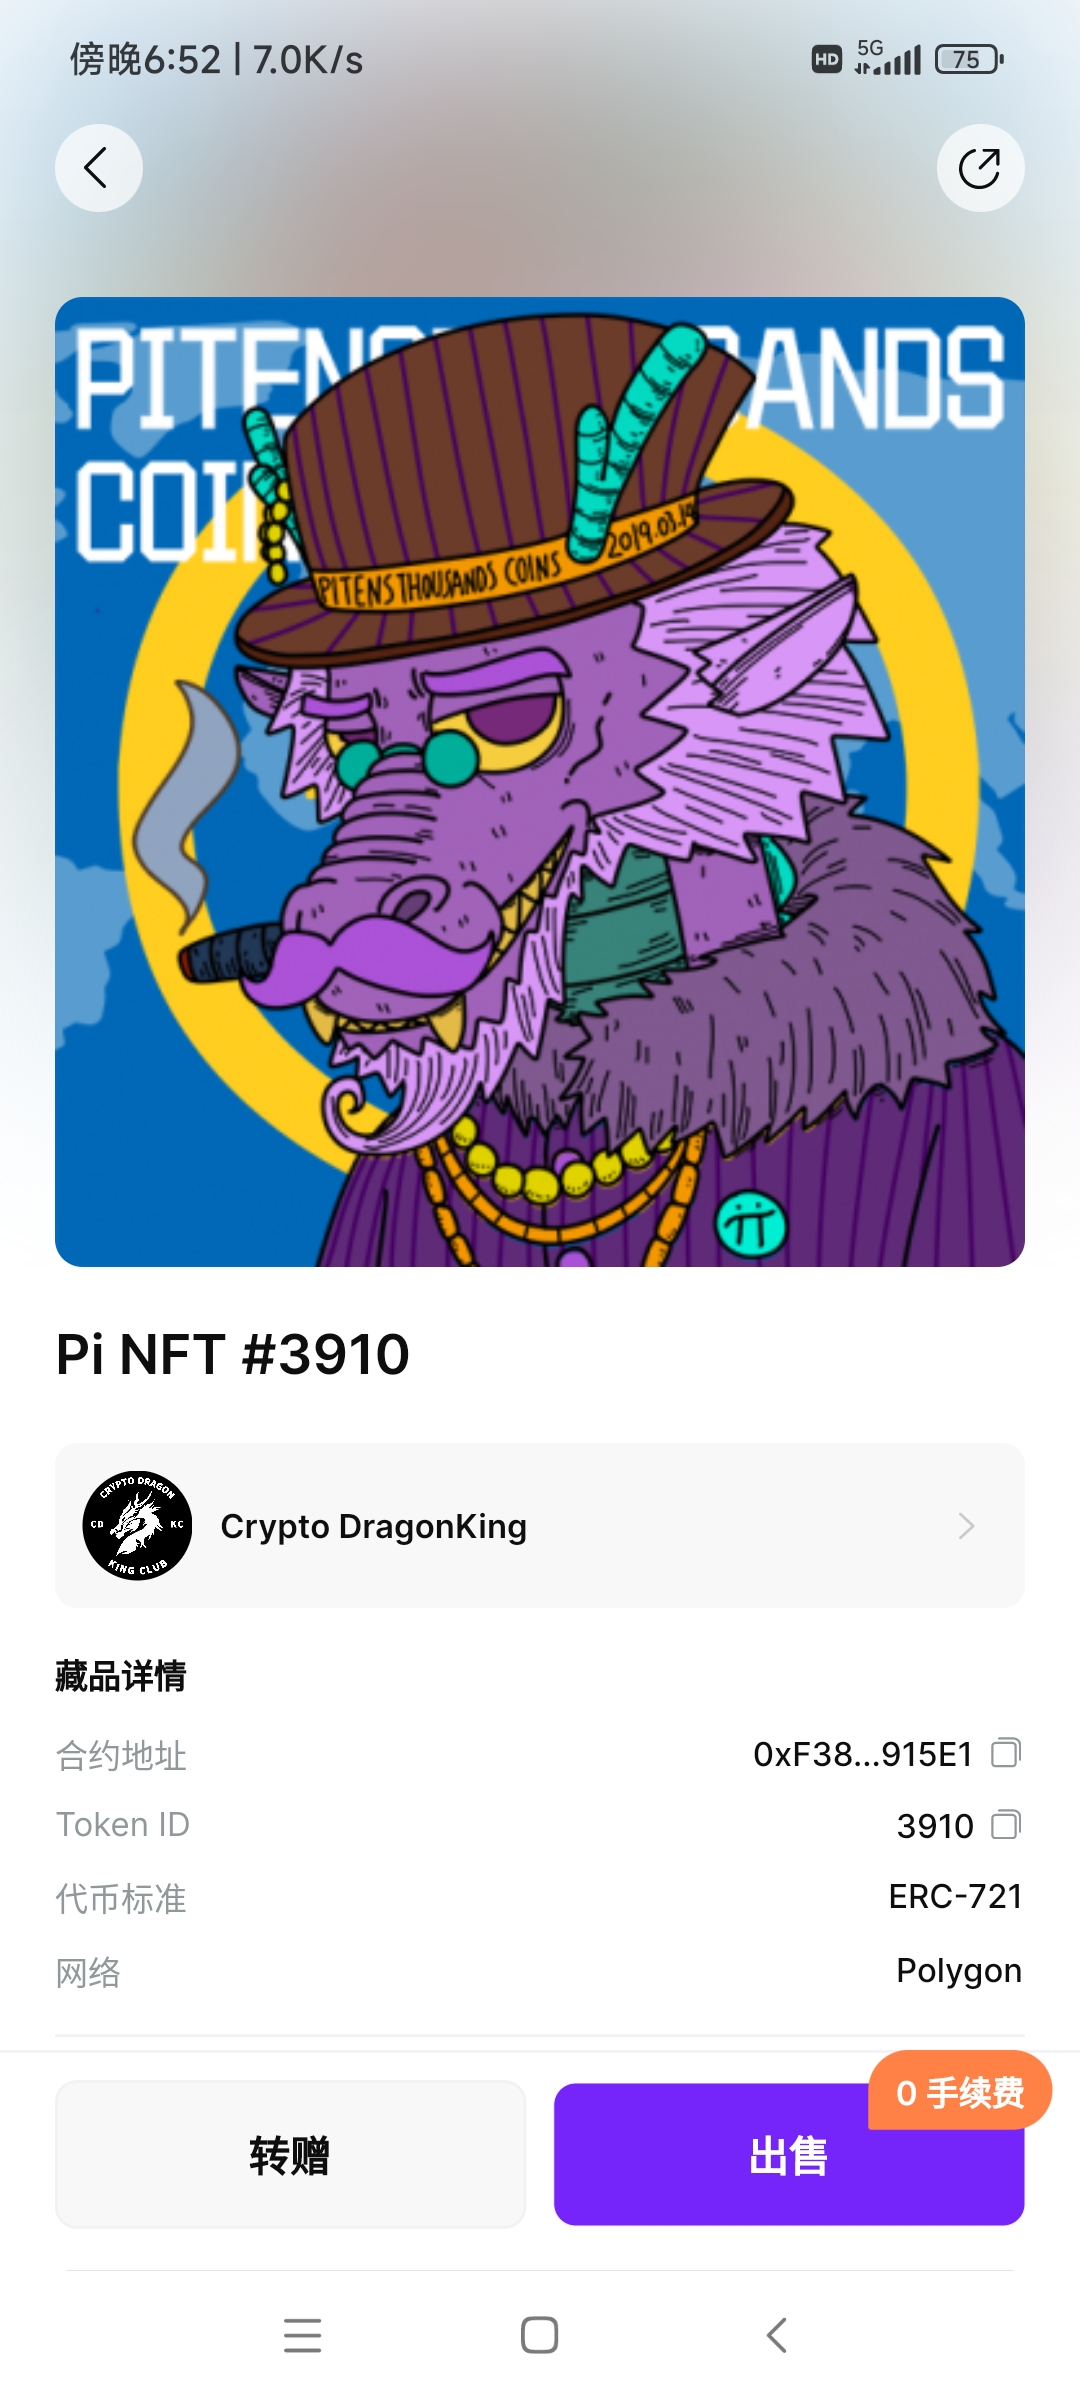 傍晚6:52 | 7.0K/s
HD 5G 75
PITENS ANDS
COIN
PITENS THOUSANDS COINS 2019.03.14
Pi NFT #3910
CRYPTO DRAGON
CD KC
KING CLUB
Crypto DragonKing
藏品详情
合约地址 0xF38...915E1
Token ID 3910
代币标准 ERC-721
网络 Polygon
0 手续费
转赠 出售